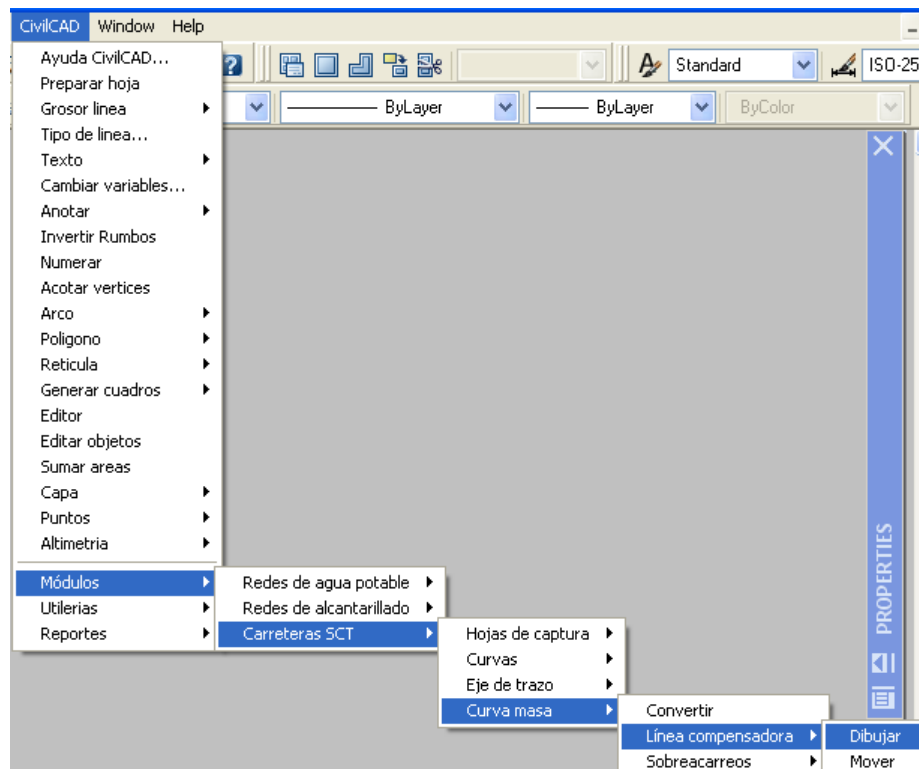 CivilCAD Window Help
Ayuda CivilCAD...
Preparar hoja
Grosor linea
Tipo de linea...
Texto
Cambiar variables...
Anotar
Invertir Rumbos
Numerar
Acotar vertices
Arco
Poligono
Reticula
Generar cuadros
Editor
Editar objetos
Sumar areas
Capa
Puntos
Altimetria
Módulos
Utilerias
Reportes
Standard
ISO-25
ByLayer
ByLayer
ByColor
PROPERTIES
Redes de agua potable
Redes de alcantarillado
Carreteras SCT
Hojas de captura
Curvas
Eje de trazo
Curva masa
Convertir
Línea compensadora
Sobreacarreos
Dibujar
Mover